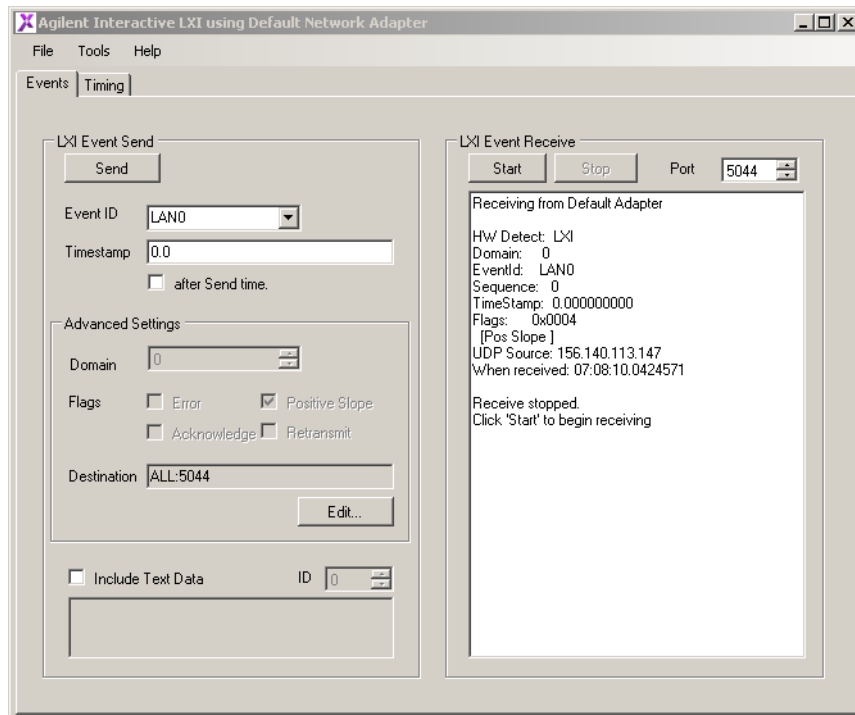 Agilent Interactive LXI using Default Network Adapter
File Tools Help
Events Timing
LXI Event Send
Send
Event ID LAN0
Timestamp 0.0
after Send time.
Advanced Settings
Domain 0
Flags Error Positive Slope
Acknowledge Retransmit
Destination ALL:5044
Edit...
Include Text Data ID 0
LXI Event Receive
Start Stop Port 5044
Receiving from Default Adapter
HW Detect: LXI
Domain: 0
EventId: LAN0
Sequence: 0
TimeStamp: 0.000000000
Flags: 0x0004
[Pos Slope ]
UDP Source: 156.140.113.147
When received: 07:08:10.0424571
Receive stopped.
Click 'Start' to begin receiving